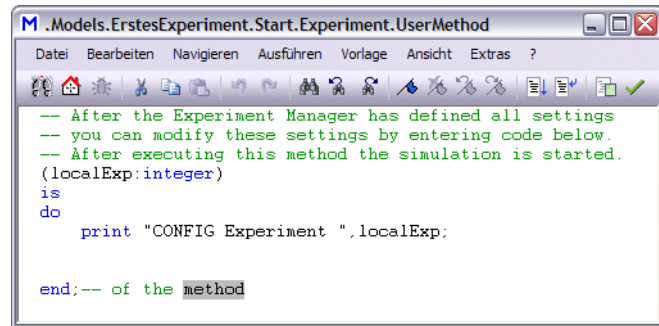 M .Models.ErstesExperiment.Start.Experiment.UserMethod
Datei Bearbeiten Navigieren Ausführen Vorlage Ansicht Extras ?
-- After the Experiment Manager has defined all settings
-- you can modify these settings by entering code below.
-- After executing this method the simulation is started.
(localExp:integer)
is
do
print "CONFIG Experiment ",localExp;
end;-- of the method